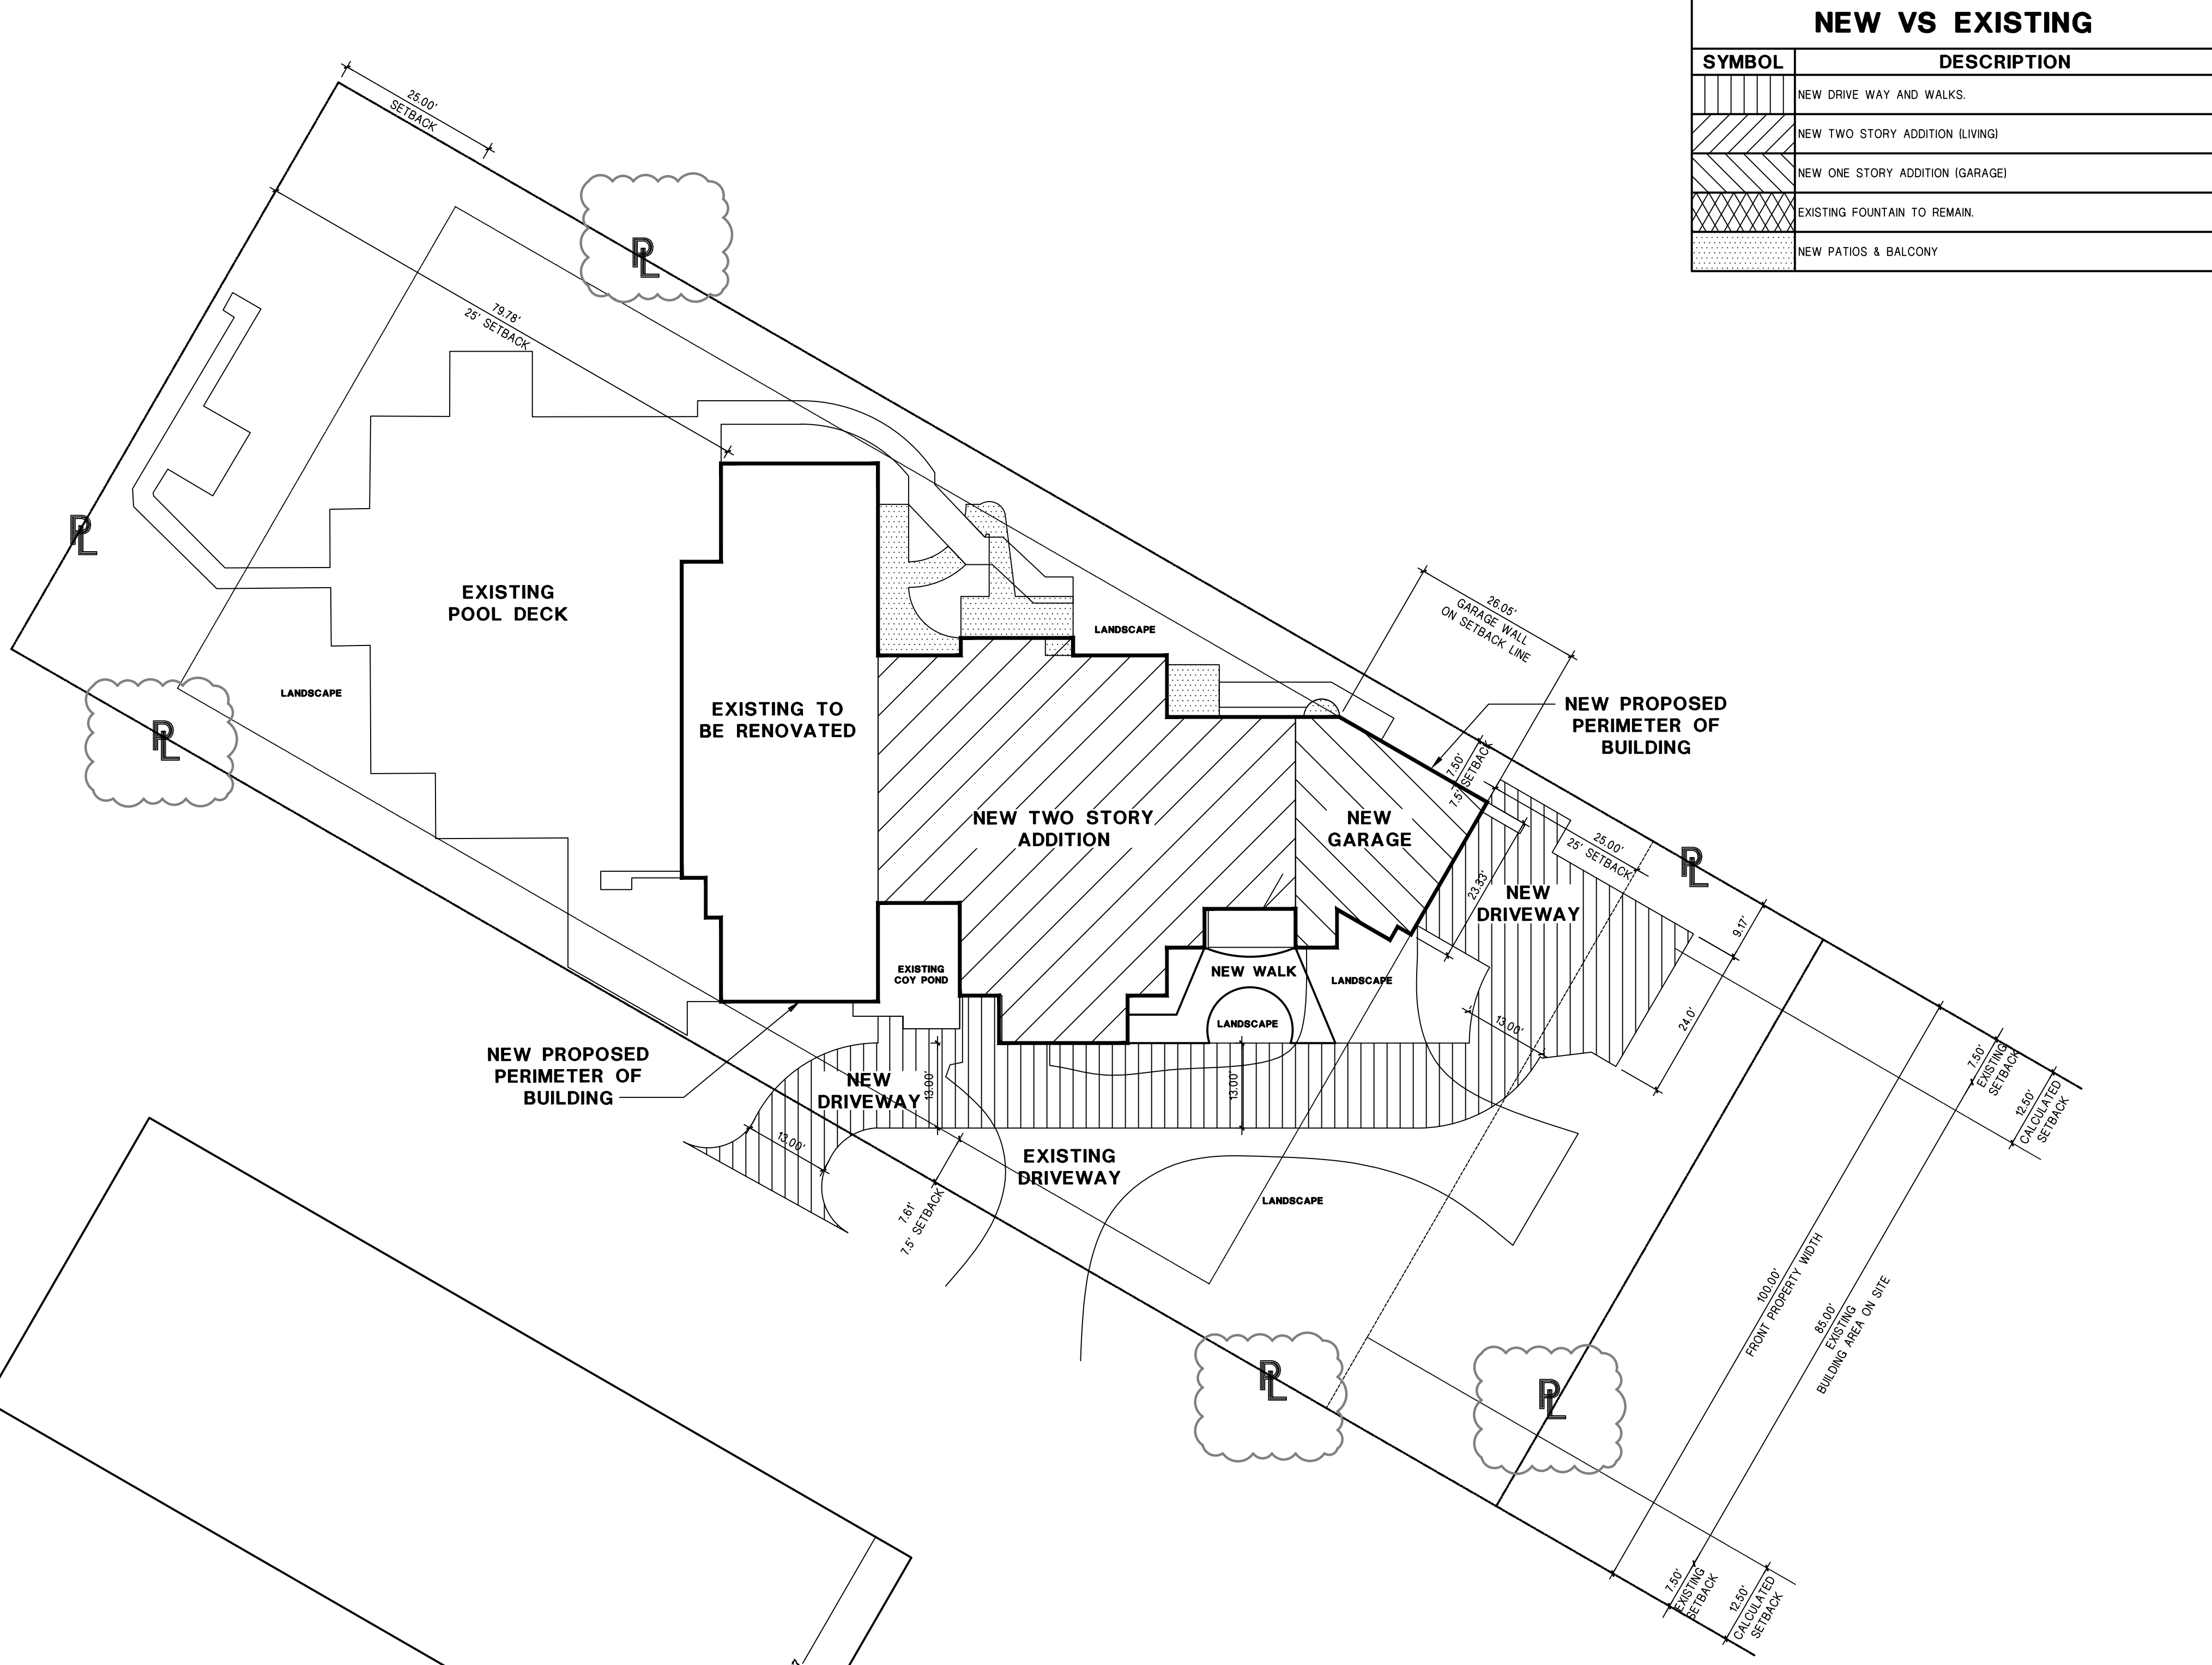 NEW VS EXISTING
SYMBOL DESCRIPTION
NEW DRIVE WAY AND WALKS.
NEW TWO STORY ADDITION (LIVING)
NEW ONE STORY ADDITION (GARAGE)
EXISTING FOUNTAIN TO REMAIN.
NEW PATIOS & BALCONY
25.00'
SETBACK
PL
79.78'
25' SETBACK
PL
EXISTING
POOL DECK
LANDSCAPE
PL
EXISTING TO
BE RENOVATED
LANDSCAPE
26.05'
GARAGE WALL
ON SETBACK LINE
NEW PROPOSED
PERIMETER OF
BUILDING
7.50'
7.5' SETBACK
NEW TWO STORY
ADDITION
NEW
GARAGE
25.00'
25' SETBACK
PL
23.33'
NEW
DRIVEWAY
9.17'
EXISTING
COY POND
NEW WALK
LANDSCAPE
LANDSCAPE
13.00'
24.0'
7.50'
EXISTING
SETBACK
12.50'
CALCULATED
SETBACK
NEW PROPOSED
PERIMETER OF
BUILDING
NEW
DRIVEWAY
13.00'
13.00'
13.00'
EXISTING
DRIVEWAY
7.61'
7.5' SETBACK
LANDSCAPE
100.00'
FRONT PROPERTY WIDTH
85.00'
EXISTING
BUILDING AREA ON SITE
PL
PL
7.50'
EXISTING
SETBACK
12.50'
CALCULATED
SETBACK